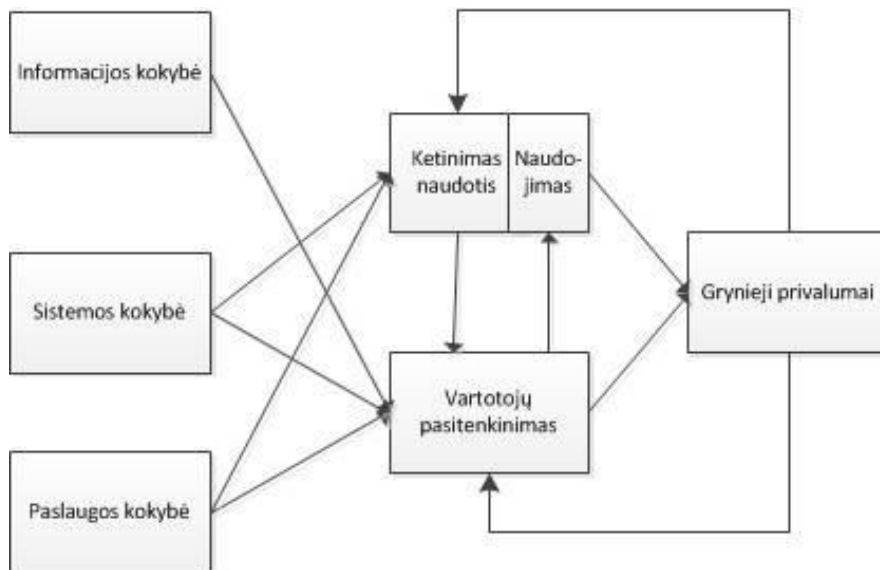 Informacijos kokybė
Ketinimas
naudotis
Naudo-
jimas
Sistemos kokybė
Grynieji privalumai
Vartotojų
pasitenkinimas
Paslaugos kokybė